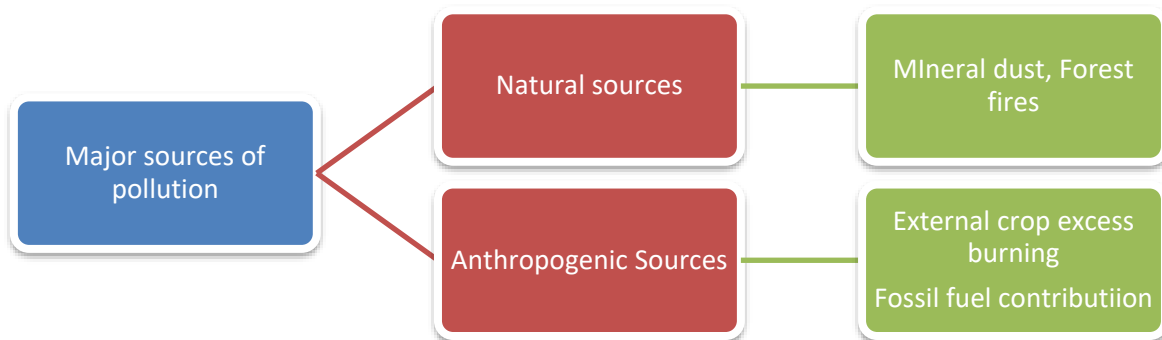 Major sources of
pollution
Natural sources
MIneral dust, Forest
fires
Anthropogenic Sources
External crop excess
burning
Fossil fuel contributiion